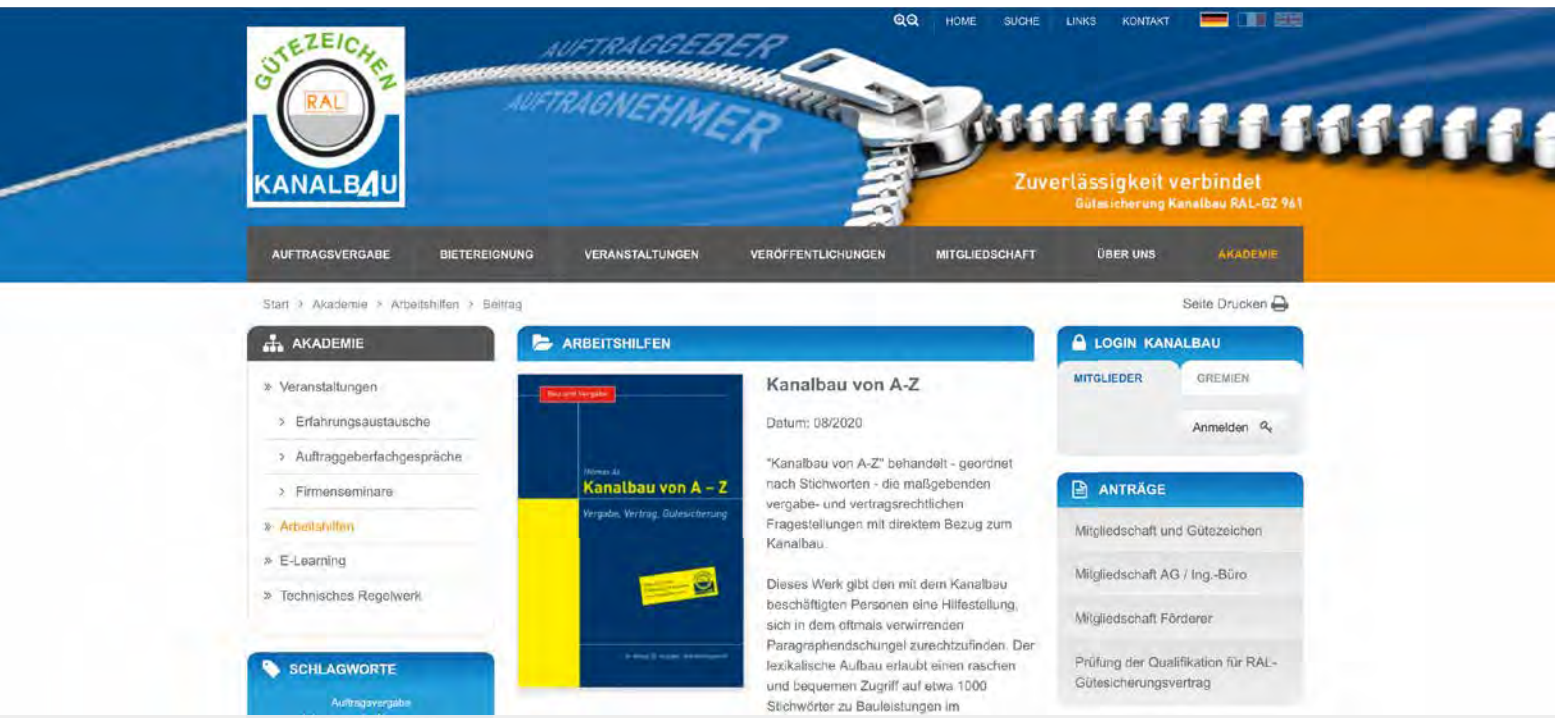 HOME SUCHE LINKS KONTAKT
GÜTEZEICHEN
RAL
KANALBAU
AUFTRAGGEBER
AUFTRAGNEHMER
Zuverlässigkeit verbindet
Gütesicherung Kanalbau RAL-GZ 961
AUFTRAGSVERGABE BIETEREIGNUNG VERANSTALTUNGEN VERÖFFENTLICHUNGEN MITGLIEDSCHAFT ÜBER UNS AKADEMIE
Start > Akademie > Arbeitshilfen > Beitrag
Seite Drucken
AKADEMIE
» Veranstaltungen
> Erfahrungsaustausche
> Auftraggeberfachgespräche
> Firmenseminare
» Arbeitshilfen
» E-Learning
» Technisches Regelwerk
SCHLAGWORTE
Auftragsvergabe
ARBEITSHILFEN
Bau und Vergabe
Kanalbau von A – Z
Vergabe, Vertrag, Gütesicherung
Kanalbau von A-Z
Datum: 08/2020
"Kanalbau von A-Z" behandelt - geordnet
nach Stichworten - die maßgebenden
vergabe- und vertragsrechtlichen
Fragestellungen mit direktem Bezug zum
Kanalbau.
Dieses Werk gibt den mit dem Kanalbau
beschäftigten Personen eine Hilfestellung,
sich in dem oftmals verwirrenden
Paragraphendschungel zurechtzufinden. Der
lexikalische Aufbau erlaubt einen raschen
und bequemen Zugriff auf etwa 1000
Stichwörter zu Bauleistungen im
LOGIN KANALBAU
MITGLIEDER GREMIEN
Anmelden
ANTRÄGE
Mitgliedschaft und Gütezeichen
Mitgliedschaft AG / Ing.-Büro
Mitgliedschaft Förderer
Prüfung der Qualifikation für RAL-
Gütesicherungsvertrag